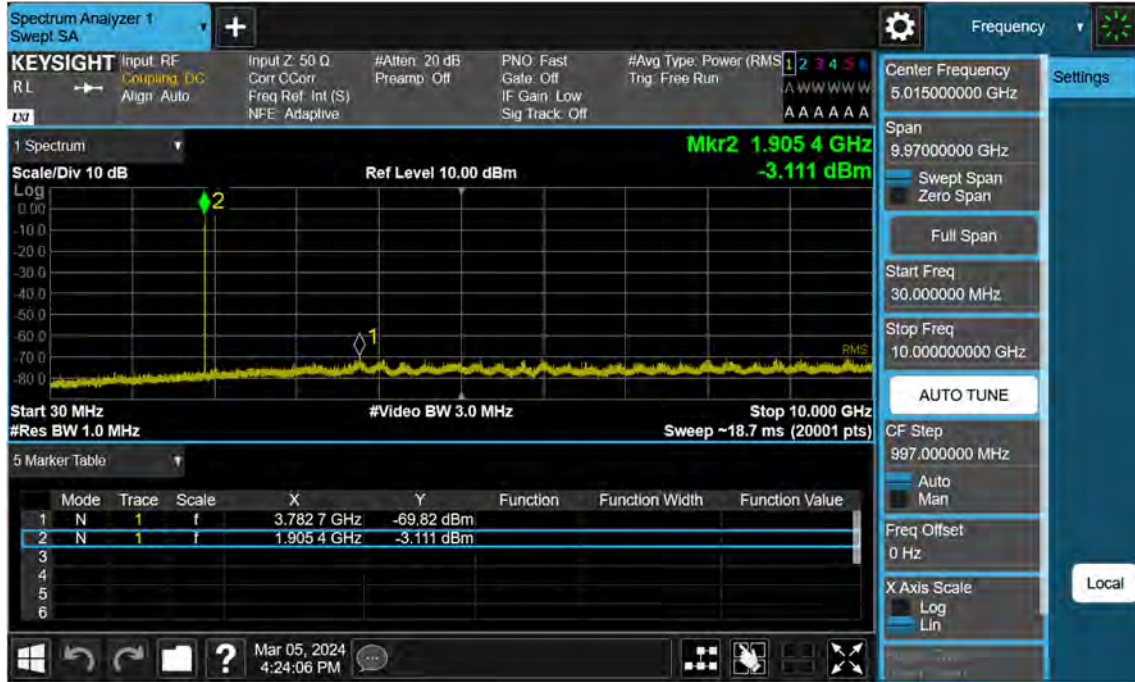 Spectrum Analyzer 1
Swept SA
+
Frequency
KEYSIGHT
R L
LXI
Input: RF
Coupling: DC
Align: Auto
Input Z: 50 Ω
Corr CCorr
Freq Ref: Int (S)
NFE: Adaptive
#Atten: 20 dB
Preamp: Off
PNO: Fast
Gate: Off
IF Gain: Low
Sig Track: Off
#Avg Type: Power (RMS
Trig: Free Run
1 2 3 4 5 6
A W W W W W
A A A A A A
1 Spectrum
Scale/Div 10 dB
Ref Level 10.00 dBm
Mkr2 1.905 4 GHz
-3.111 dBm
Log
0.00
-10.0
-20.0
-30.0
-40.0
-50.0
-60.0
-70.0
-80.0
2
1
RMS
Start 30 MHz
#Res BW 1.0 MHz
#Video BW 3.0 MHz
Stop 10.000 GHz
Sweep ~18.7 ms (20001 pts)
5 Marker Table
Mode Trace Scale X Y Function Function Width Function Value
1 N 1 f 3.782 7 GHz -69.82 dBm
2 N 1 f 1.905 4 GHz -3.111 dBm
3
4
5
6
Mar 05, 2024
4:24:06 PM
?
Center Frequency
5.015000000 GHz
Span
9.97000000 GHz
Swept Span
Zero Span
Full Span
Start Freq
30.000000 MHz
Stop Freq
10.000000000 GHz
AUTO TUNE
CF Step
997.000000 MHz
Auto
Man
Freq Offset
0 Hz
X Axis Scale
Log
Lin
Settings
Local